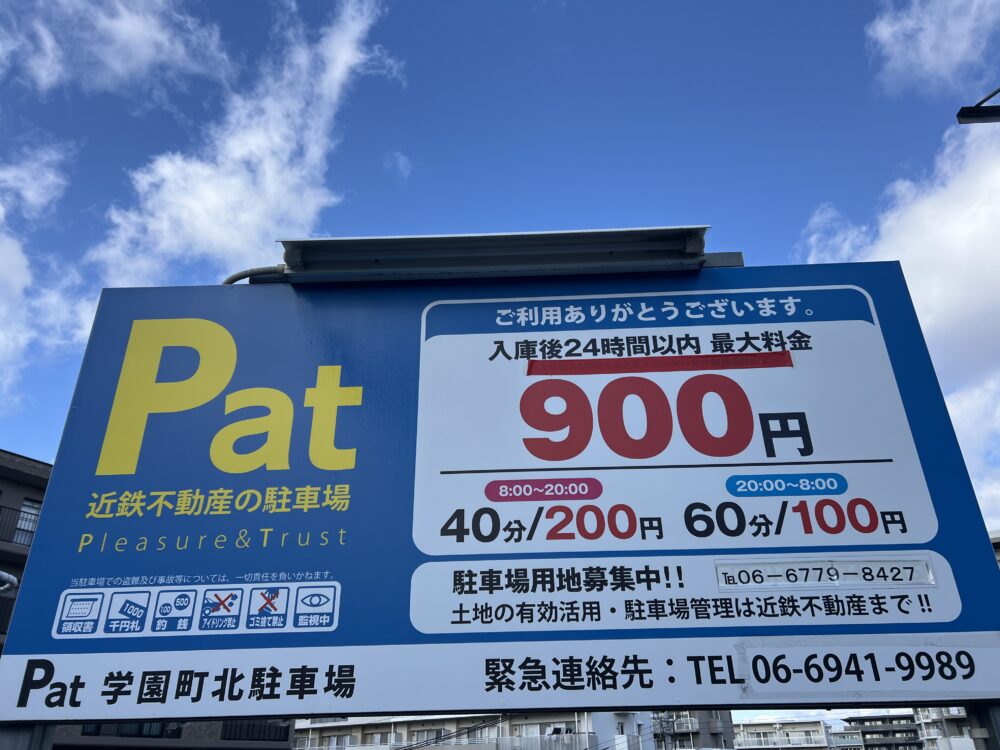 Pat
近鉄不動産の駐車場
Pleasure&Trust
当駐車場での盗難及び事故等については、一切責任を負いかねます。
領収書
1000
千円札
100
500
釣銭
アイドリング禁止
ゴミ捨て禁止
監視中
ご利用ありがとうございます。
入庫後24時間以内 最大料金
900円
8:00~20:00
40分/200円
20:00~8:00
60分/100円
駐車場用地募集中!!
℡06-6779-8427
土地の有効活用・駐車場管理は近鉄不動産まで!!
Pat 学園町北駐車場
緊急連絡先:TEL 06-6941-9989